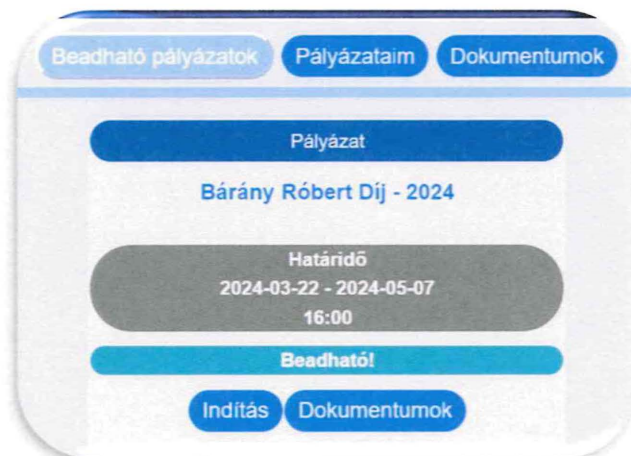 Beadható pályázatok Pályázataim Dokumentumok
Pályázat
Bárány Róbert Díj - 2024
Határidő
2024-03-22 - 2024-05-07
16:00
Beadható!
Indítás Dokumentumok